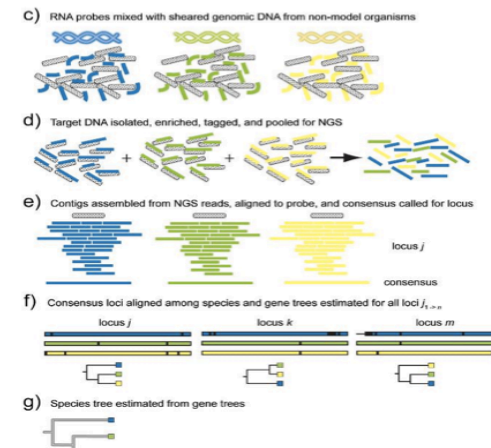 c) RNA probes mixed with sheared genomic DNA from non-model organisms
d) Target DNA isolated, enriched, tagged, and pooled for NGS
+ +
e) Contigs assembled from NGS reads, aligned to probe, and consensus called for locus
locus j
consensus
f) Consensus loci aligned among species and gene trees estimated for all loci j1->n
locus j locus k locus m
g) Species tree estimated from gene trees